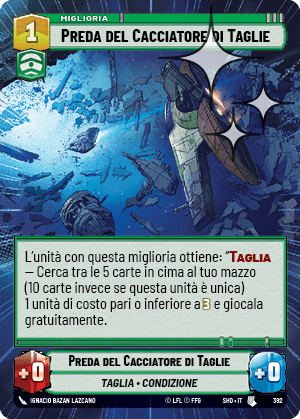 MIGLIORIA
1
PREDA DEL CACCIATORE DI TAGLIE
L'unità con questa miglioria ottiene: "TAGLIA
— Cerca tra le 5 carte in cima al tuo mazzo
(10 carte invece se questa unità è unica)
1 unità di costo pari o inferiore a 3 e giocala
gratuitamente.
+0
PREDA DEL CACCIATORE DI TAGLIE
TAGLIA • CONDIZIONE
+0
IGNACIO BAZAN LAZCANO
© LFL © FFG
SHD • IT
392